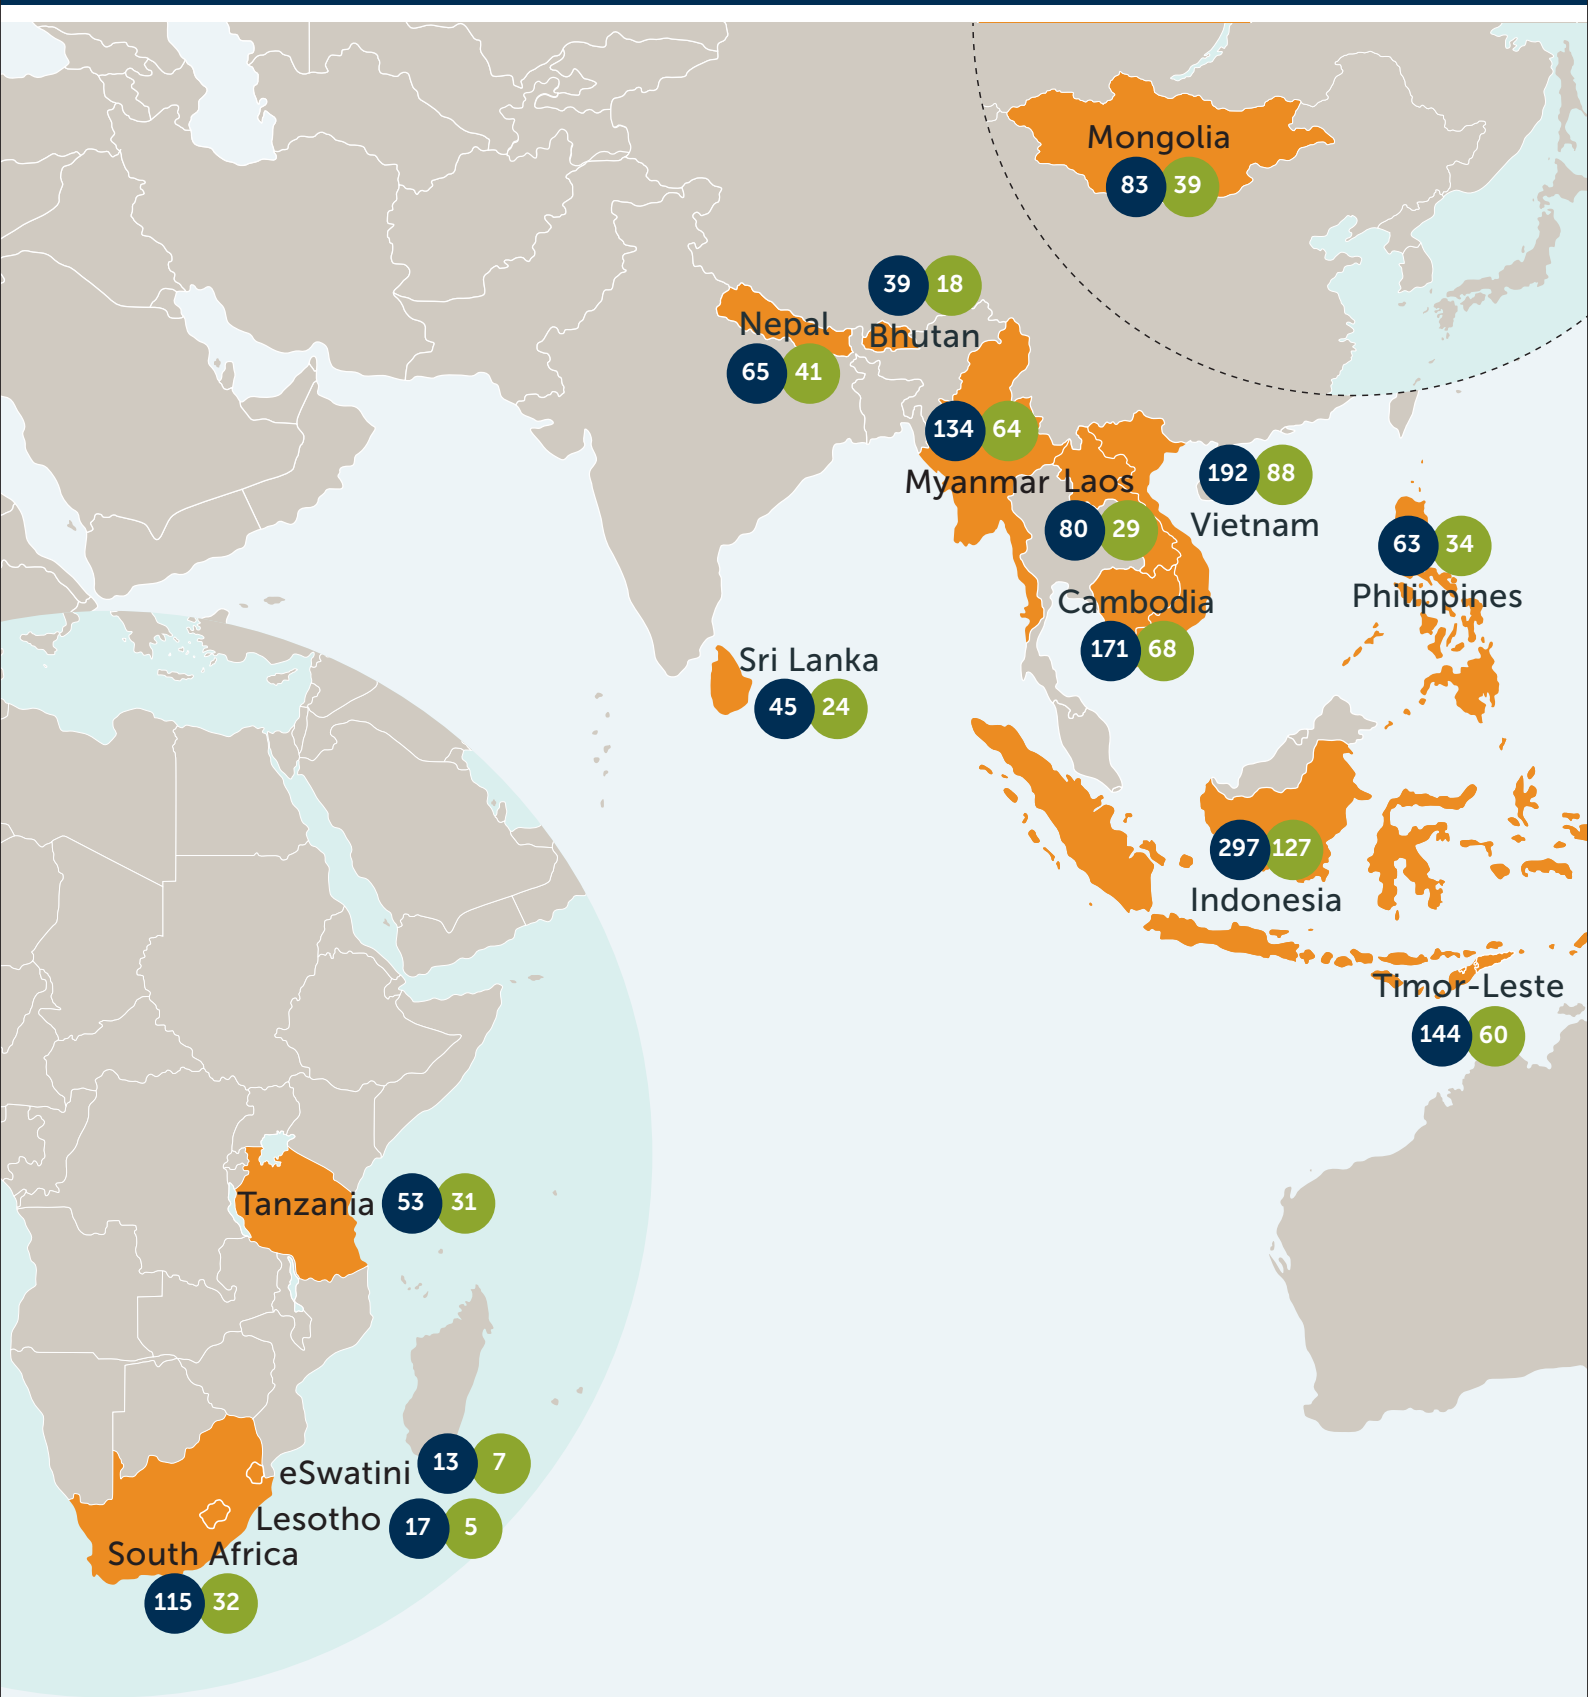 Mongolia
83 39
39 18
Bhutan
Nepal
65 41
134 64
Myanmar
Laos
80 29
192 88
Vietnam
63 34
Philippines
Cambodia
171 68
Sri Lanka
45 24
297 127
Indonesia
Timor-Leste
144 60
Tanzania 53 31
eSwatini 13 7
Lesotho 17 5
South Africa
115 32